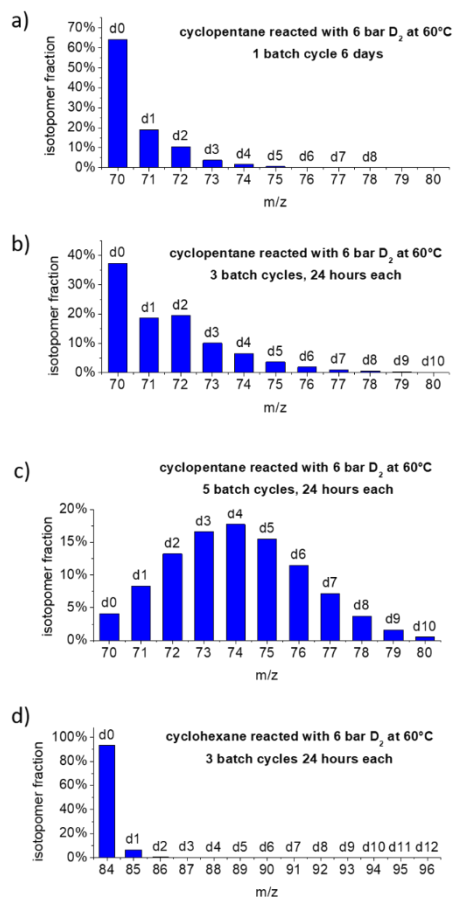 a)
cyclopentane reacted with 6 bar D2 at 60°C
1 batch cycle 6 days
isotopomer fraction
70%
60%
50%
40%
30%
20%
10%
0%
d0 d1 d2 d3 d4 d5 d6 d7 d8
70 71 72 73 74 75 76 77 78 79 80
m/z
b)
cyclopentane reacted with 6 bar D2 at 60°C
3 batch cycles, 24 hours each
isotopomer fraction
40%
30%
20%
10%
0%
d0 d1 d2 d3 d4 d5 d6 d7 d8 d9 d10
70 71 72 73 74 75 76 77 78 79 80
m/z
c)
cyclopentane reacted with 6 bar D2 at 60°C
5 batch cycles, 24 hours each
isotopomer fraction
20%
15%
10%
5%
0%
d0 d1 d2 d3 d4 d5 d6 d7 d8 d9 d10
70 71 72 73 74 75 76 77 78 79 80
m/z
d)
cyclohexane reacted with 6 bar D2 at 60°C
3 batch cycles 24 hours each
isotopomer fraction
100%
80%
60%
40%
20%
0%
d0 d1 d2 d3 d4 d5 d6 d7 d8 d9 d10 d11 d12
84 85 86 87 88 89 90 91 92 93 94 95 96
m/z